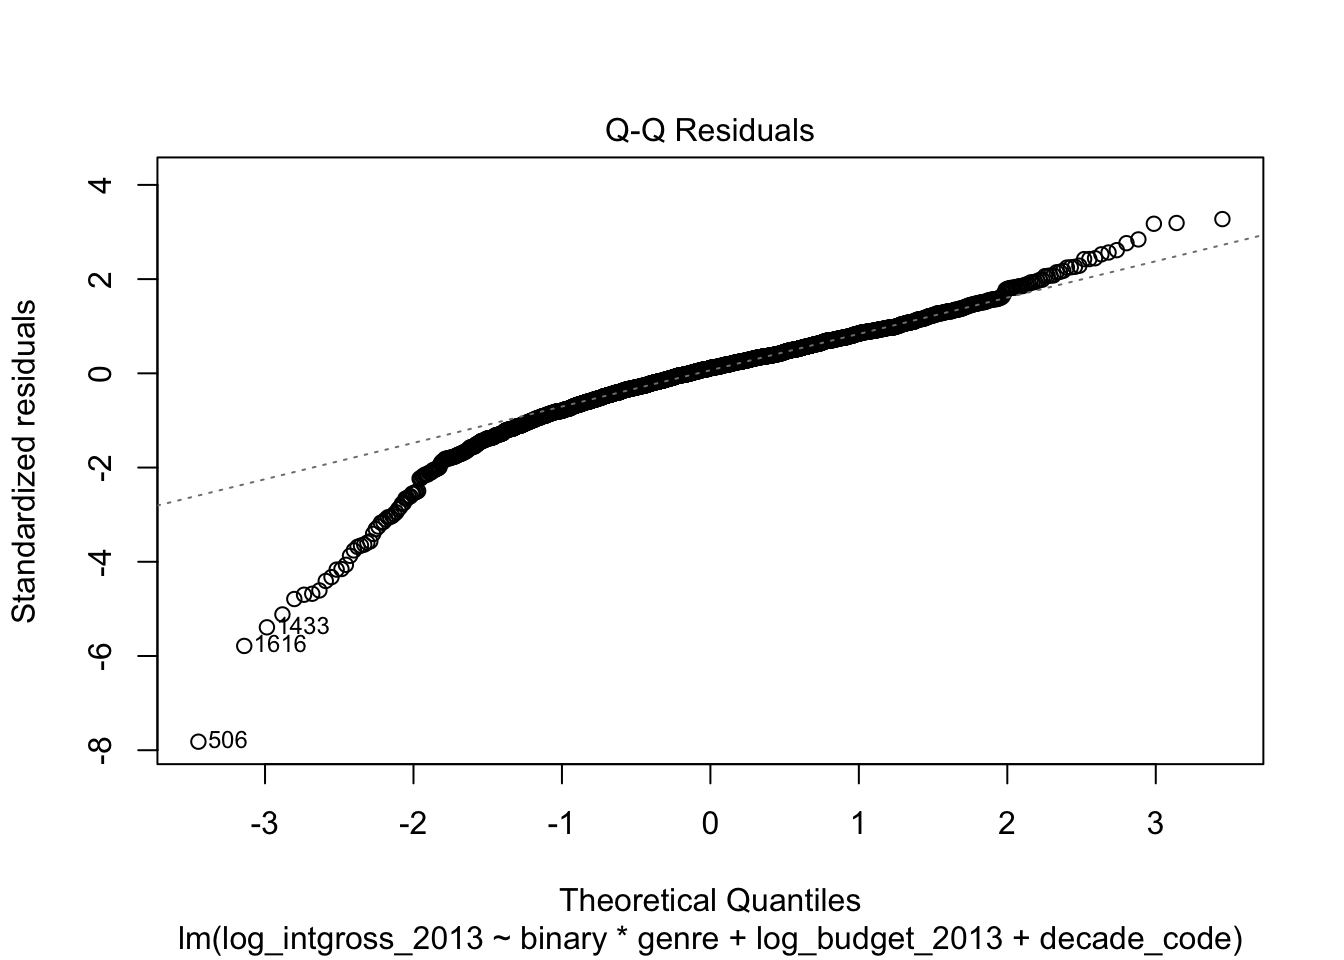 Q-Q Residuals
Standardized residuals
4
2
0
-2
-4
-6
-8
1433
1616
506
-3 -2 -1 0 1 2 3
Theoretical Quantiles
lm(log_intgross_2013 ~ binary * genre + log_budget_2013 + decade_code)